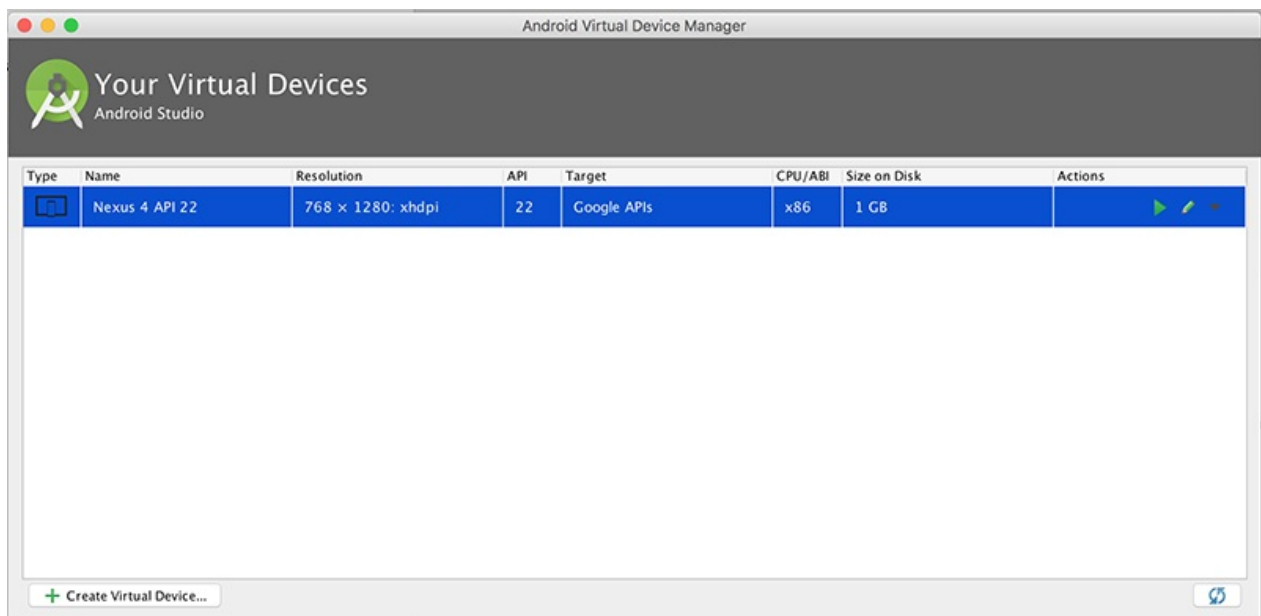 Android Virtual Device Manager
Your Virtual Devices
Android Studio
Type Name Resolution API Target CPU/ABI Size on Disk Actions
Nexus 4 API 22 768 × 1280: xhdpi 22 Google APIs x86 1 GB
Create Virtual Device...